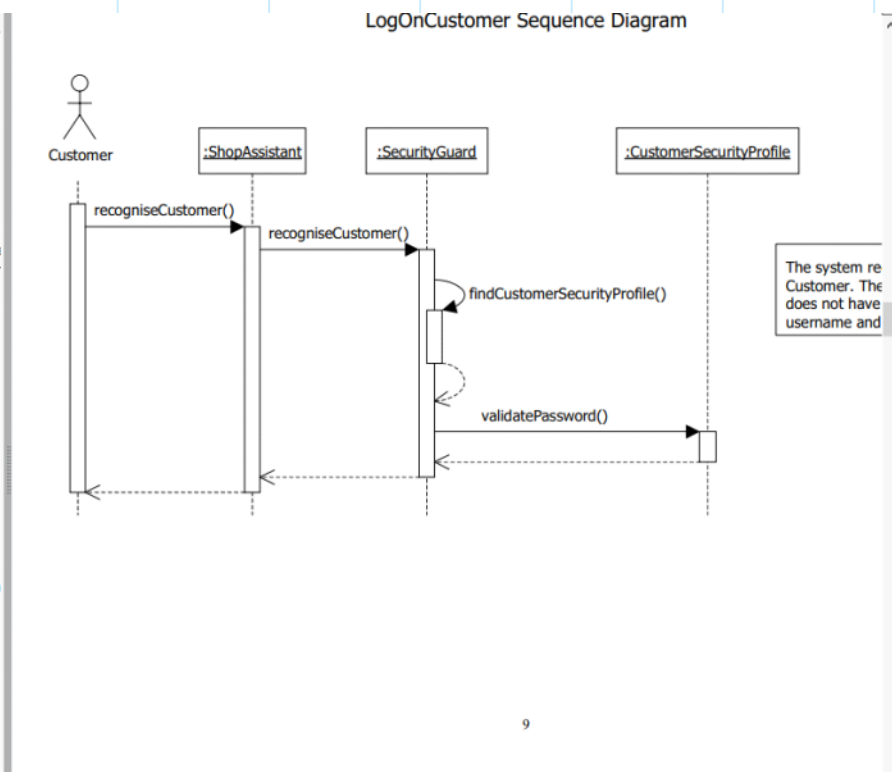 LogOnCustomer Sequence Diagram
Customer
:ShopAssistant
:SecurityGuard
:CustomerSecurityProfile
recogniseCustomer()
recogniseCustomer()
findCustomerSecurityProfile()
The system re
Customer. The
does not have
username and
validatePassword()
9